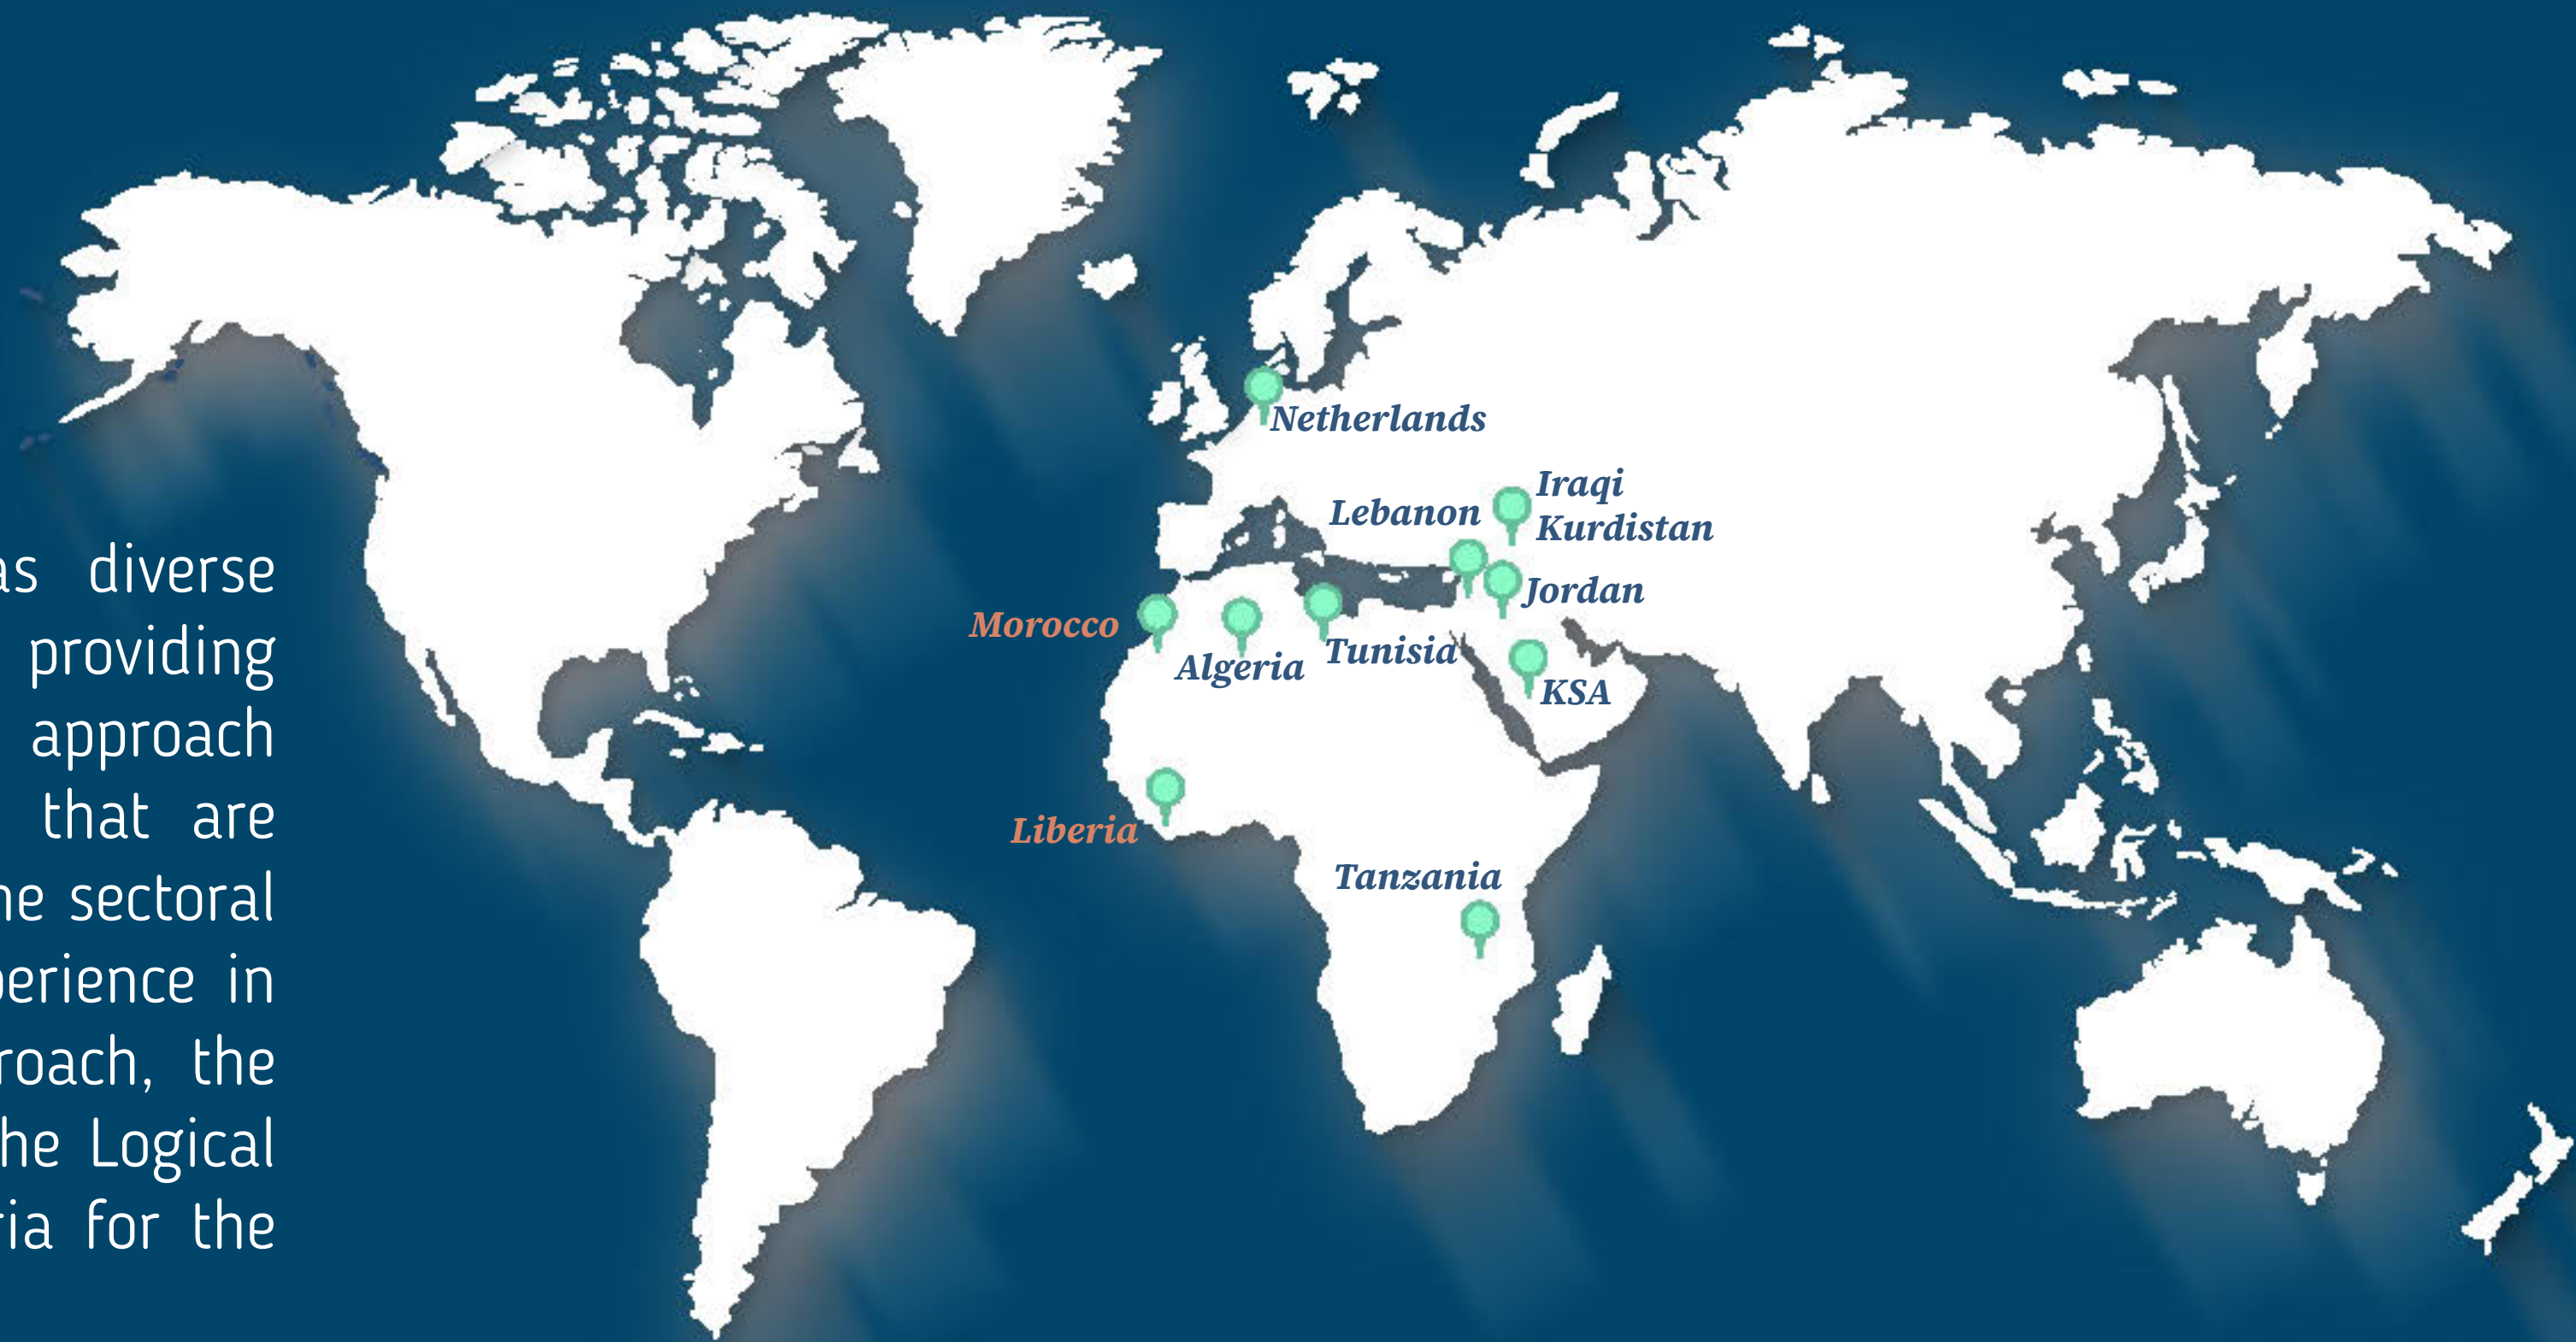 as diverse
providing
approach
that are
he sectoral
perience in
roach, the
he Logical
ria for the
Netherlands
Iraqi
Kurdistan
Lebanon
Jordan
Morocco
Tunisia
Algeria
KSA
Liberia
Tanzania